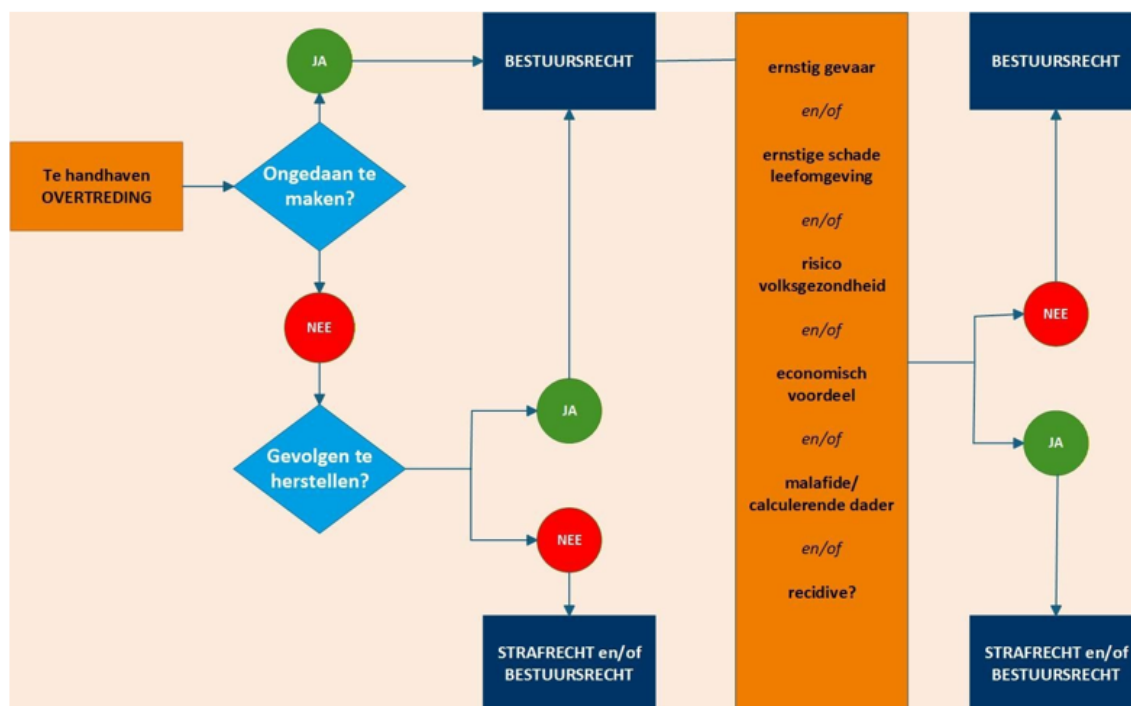 Te handhaven
OVERTREDING
JA
Ongedaan te
maken?
NEE
Gevolgen te
herstellen?
BESTUURSRECHT
JA
NEE
STRAFRECHT en/of
BESTUURSRECHT
ernstig gevaar
en/of
ernstige schade
leefomgeving
en/of
risico
volksgezondheid
en/of
economisch
voordeel
en/of
malafide/
calculerende dader
en/of
recidive?
BESTUURSRECHT
NEE
JA
STRAFRECHT en/of
BESTUURSRECHT